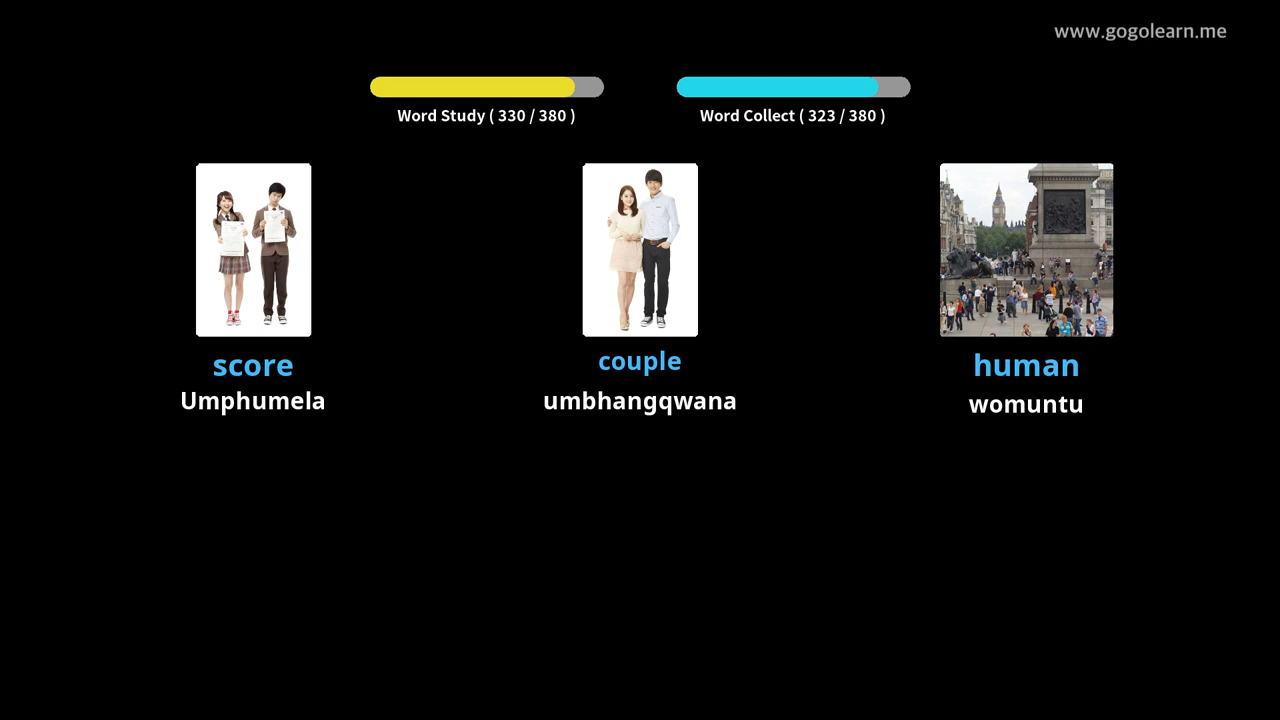 www.gogolearn.me
Word Study ( 330 / 380 )
Word Collect ( 323 / 380 )
score
Umphumela
couple
umbhangqwana
human
womuntu